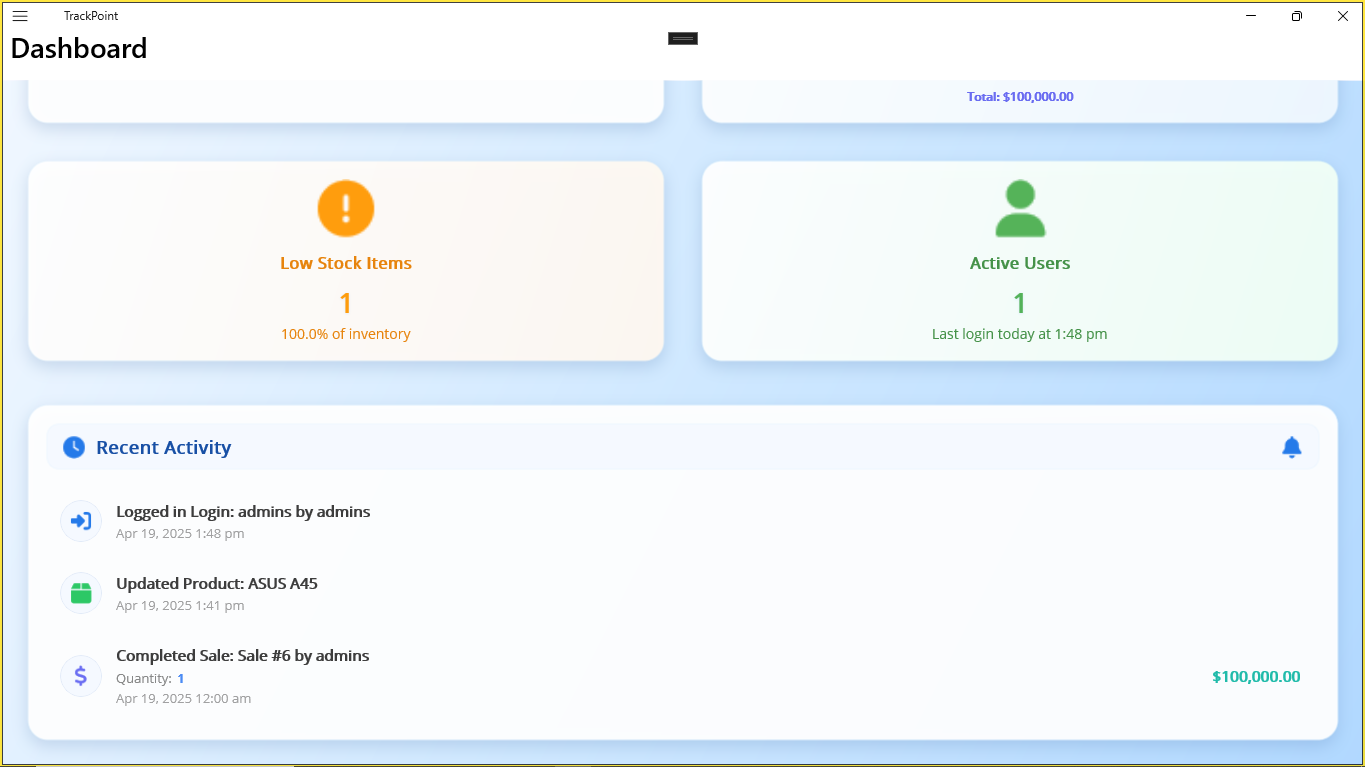 TrackPoint
Dashboard
Total: $100,000.00
Low Stock Items
1
100.0% of inventory
Active Users
1
Last login today at 1:48 pm
Recent Activity
Logged in Login: admins by admins
Apr 19, 2025 1:48 pm
Updated Product: ASUS A45
Apr 19, 2025 1:41 pm
Completed Sale: Sale #6 by admins
Quantity: 1
$100,000.00
Apr 19, 2025 12:00 am